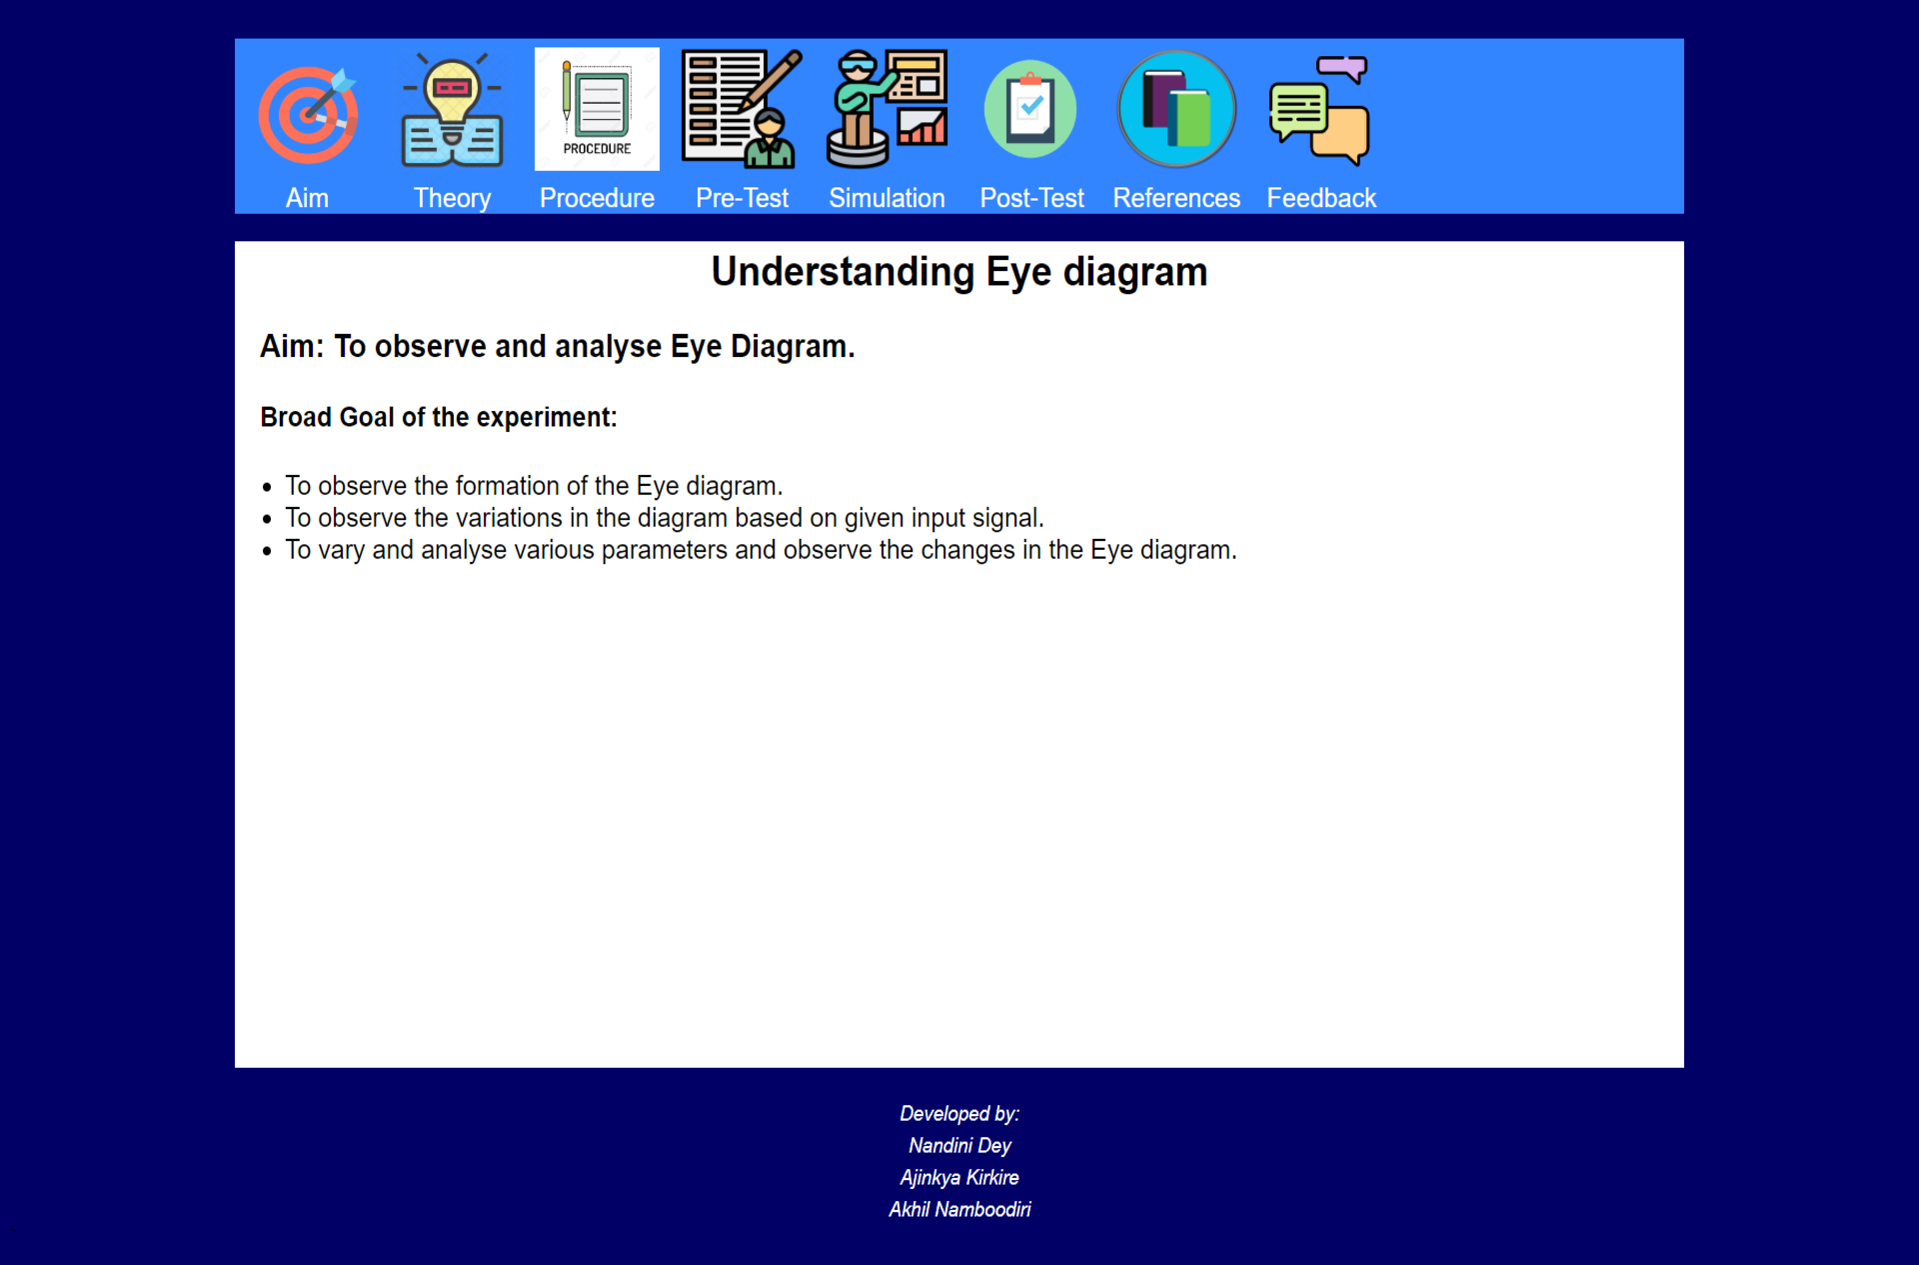 PROCEDURE
Aim Theory Procedure Pre-Test Simulation Post-Test References Feedback
Understanding Eye diagram
Aim: To observe and analyse Eye Diagram.
Broad Goal of the experiment:
• To observe the formation of the Eye diagram.
• To observe the variations in the diagram based on given input signal.
• To vary and analyse various parameters and observe the changes in the Eye diagram.
Developed by:
Nandini Dey
Ajinkya Kirkire
Akhil Namboodiri